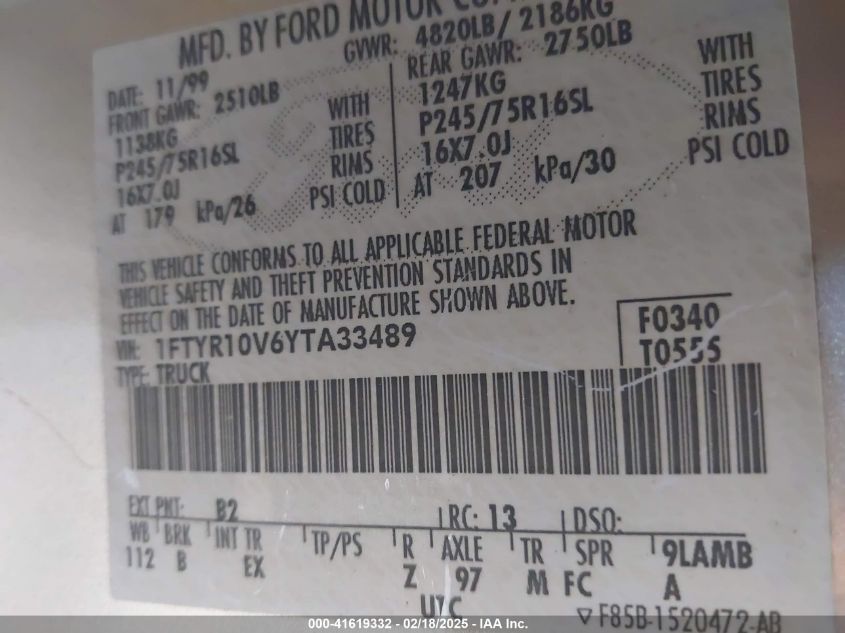 MFD. BY FORD MOTOR CO.
GVWR: 4820LB/ 2186KG
DATE: 11/99
FRONT GAWR: 2510LB
1138KG WITH
P245/75R16SL TIRES
16X7.0J RIMS
AT 179 kPa/26 PSI COLD
REAR GAWR: 2750LB
1247KG WITH
P245/75R16SL TIRES
16X7.0J RIMS
AT 207 kPa/30 PSI COLD
THIS VEHICLE CONFORMS TO ALL APPLICABLE FEDERAL MOTOR
VEHICLE SAFETY AND THEFT PREVENTION STANDARDS IN
EFFECT ON THE DATE OF MANUFACTURE SHOWN ABOVE.
VIN: 1FTYR10V6YTA33489
F0340
T0555
TYPE: TRUCK
EXT PNT: B2 RC: 13 DSO:
WB BRK INT TR TP/PS R AXLE TR SPR 9LAMB
112 B EX Z 97 M FC A
UTC
F85B-1520472-AB
000-41619332 - 02/18/2025 - IAA Inc.